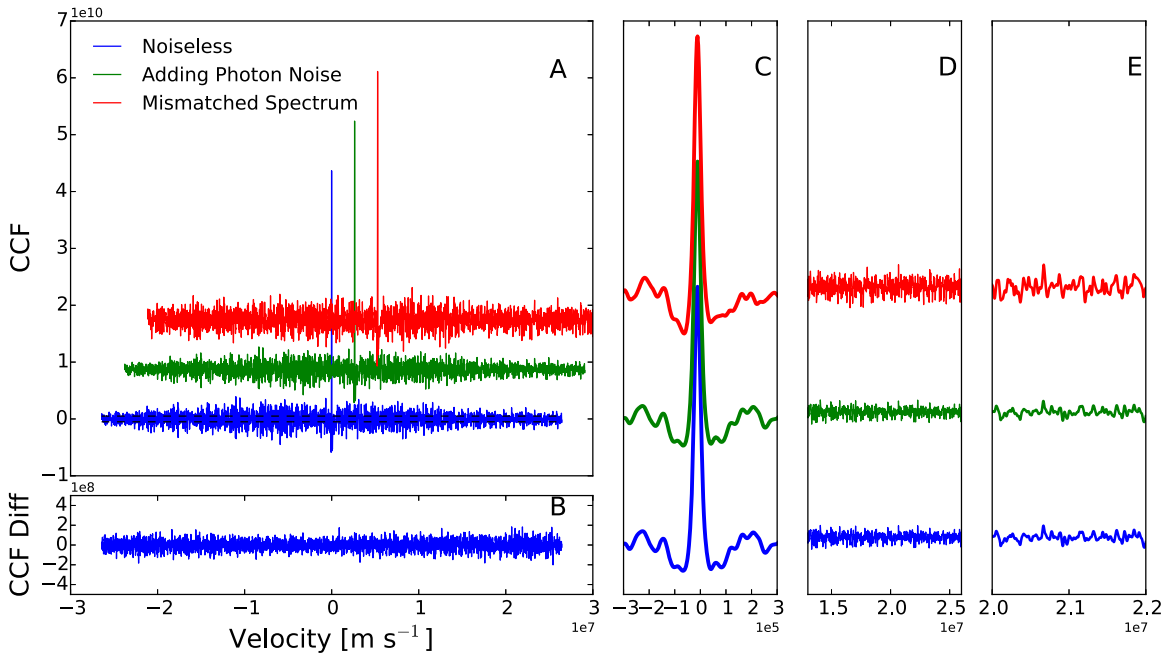 1e10
7
6
5
4
3
2
1
0
−1
CCF
Noiseless
Adding Photon Noise
Mismatched Spectrum
A
1e8
4
2
0
−2
−4
CCF Diff
B
−3 −2 −1 0 1 2 3
1e7
Velocity [m s⁻¹]
C
−3 −2 −1 0 1 2 3
1e5
D
1.5 2.0 2.5
1e7
E
2.0 2.1 2.2
1e7